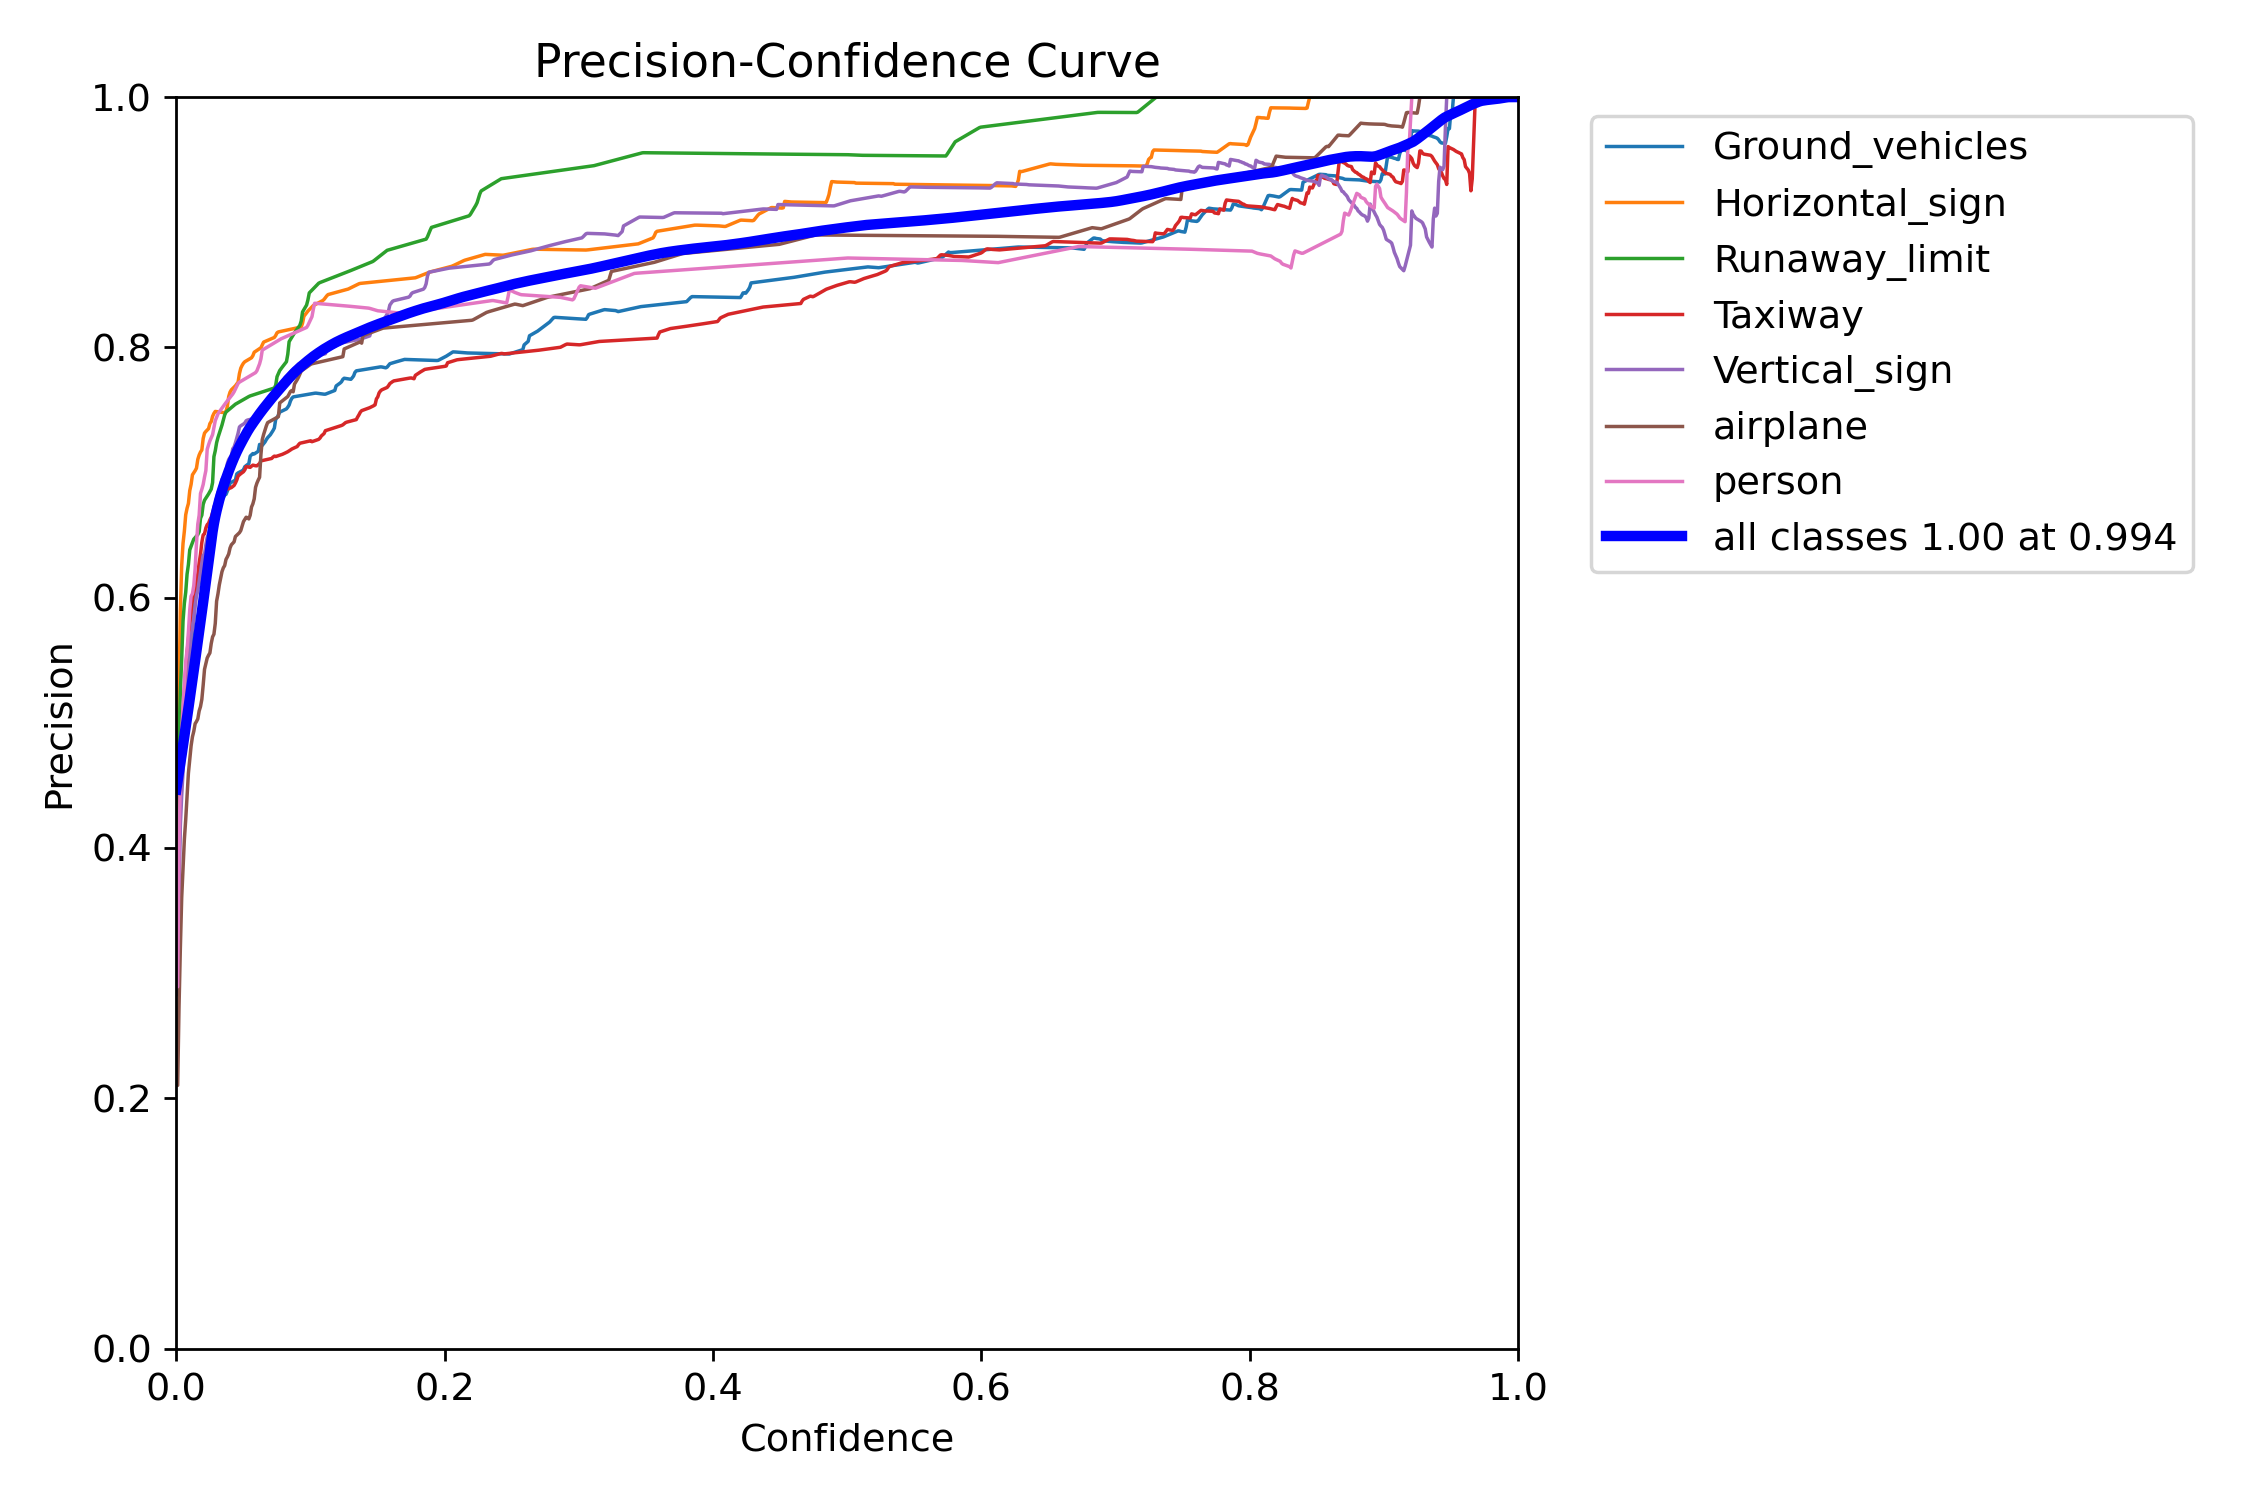 Precision-Confidence Curve
1.0
0.8
0.6
0.4
0.2
0.0
Precision
0.0 0.2 0.4 0.6 0.8 1.0
Confidence
Ground_vehicles
Horizontal_sign
Runaway_limit
Taxiway
Vertical_sign
airplane
person
all classes 1.00 at 0.994